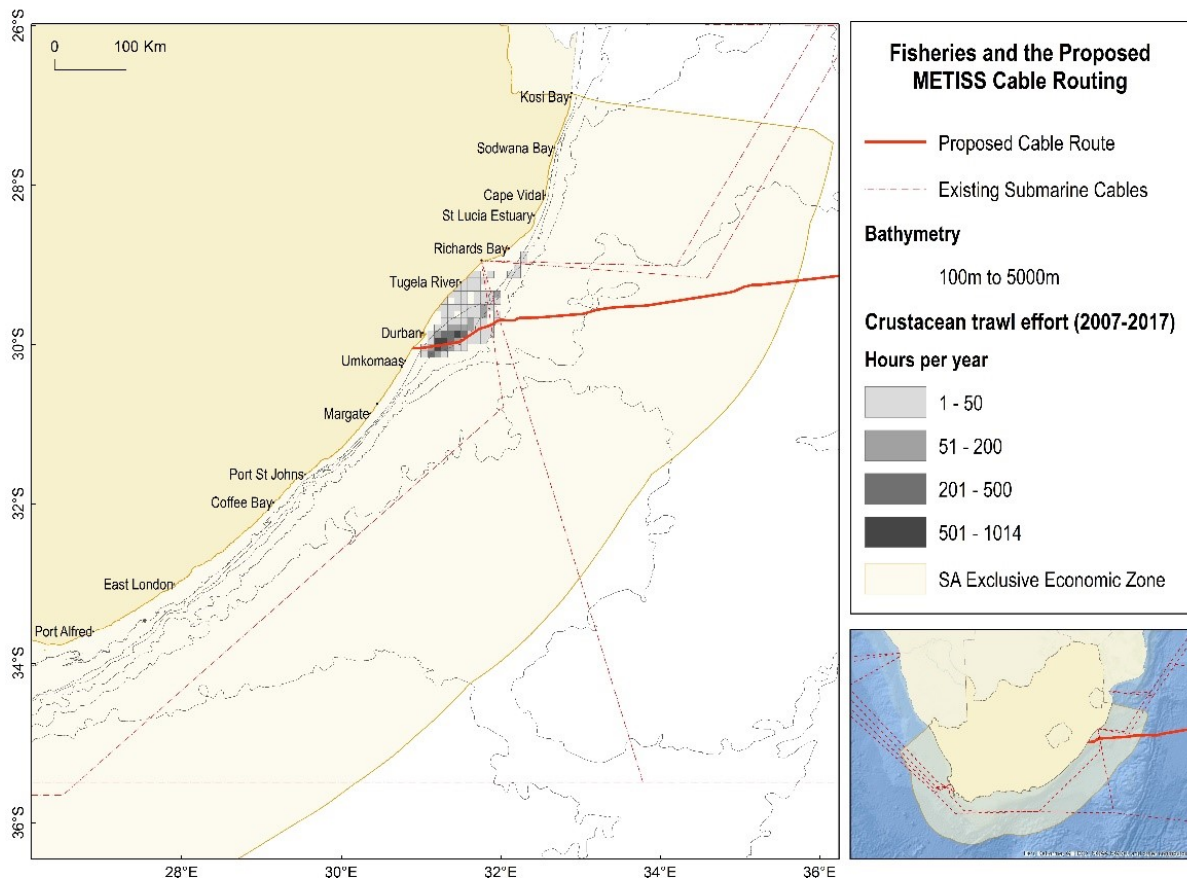 26°S
28°S
30°S
32°S
34°S
36°S
0 100 Km
Kosi Bay
Sodwana Bay
Cape Vidal
St Lucia Estuary
Richards Bay
Tugela River
Durban
Umkomaas
Margate
Port St Johns
Coffee Bay
East London
Port Alfred
28°E 30°E 32°E 34°E 36°E
Fisheries and the Proposed
METISS Cable Routing
Proposed Cable Route
Existing Submarine Cables
Bathymetry
100m to 5000m
Crustacean trawl effort (2007-2017)
Hours per year
1 - 50
51 - 200
201 - 500
501 - 1014
SA Exclusive Economic Zone